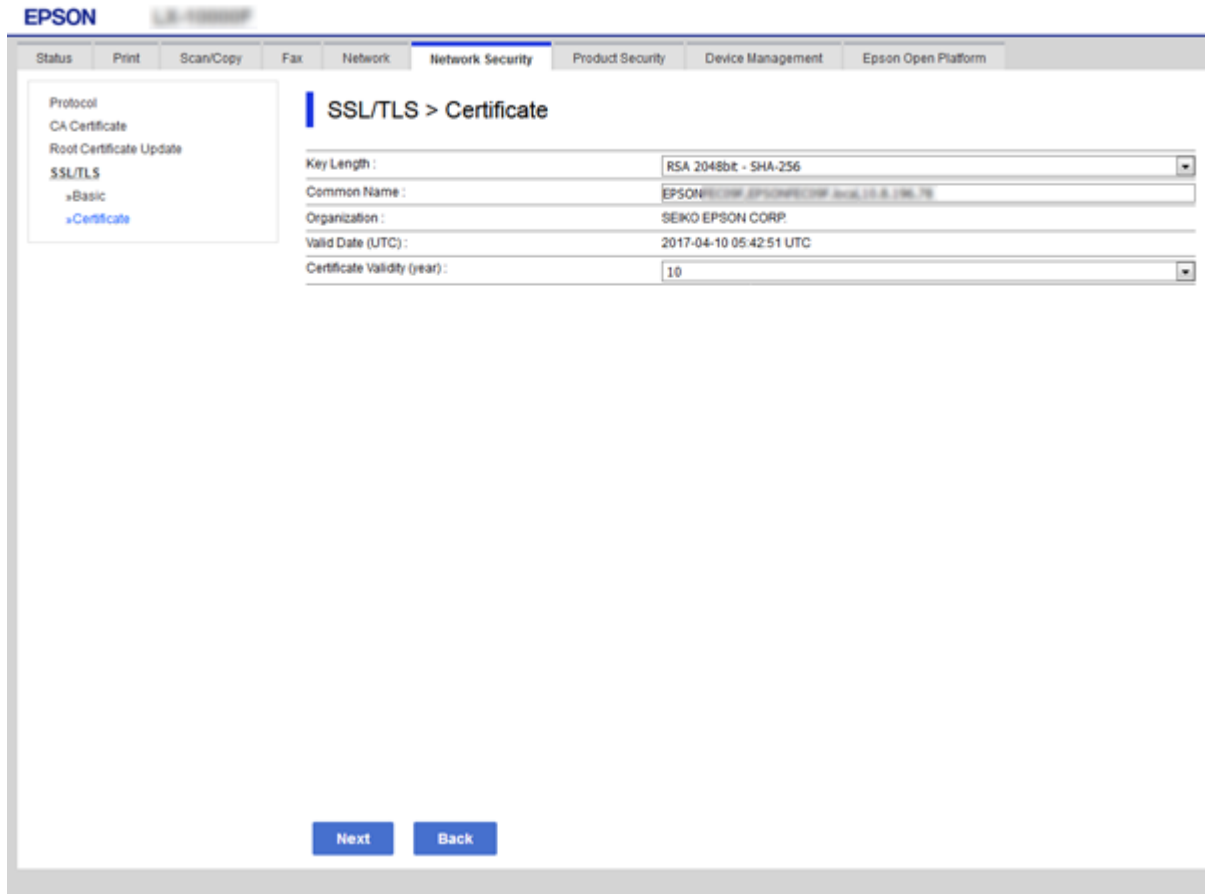 EPSON
Status Print Scan/Copy Fax Network Network Security Product Security Device Management Epson Open Platform
Protocol
CA Certificate
Root Certificate Update
SSL/TLS
»Basic
»Certificate
SSL/TLS > Certificate
Key Length : RSA 2048bit - SHA-256
Common Name : EPSON
Organization : SEIKO EPSON CORP.
Valid Date (UTC) : 2017-04-10 05:42:51 UTC
Certificate Validity (year) : 10
Next Back